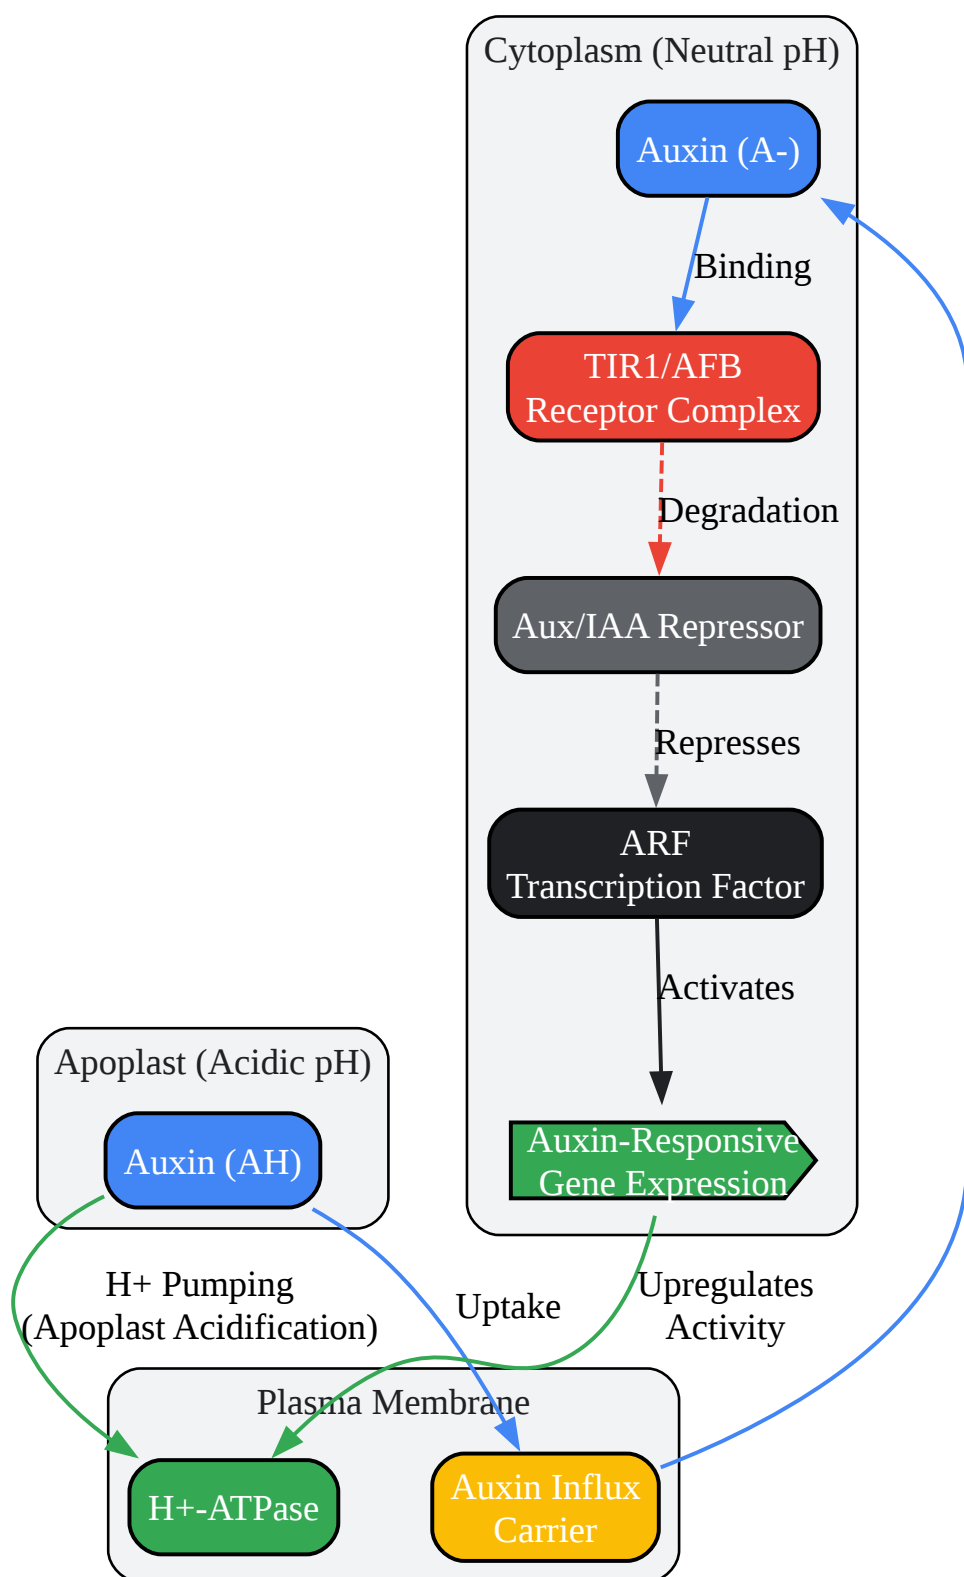 Cytoplasm (Neutral pH)
Auxin (A-)
Binding
TIR1/AFB
Receptor Complex
Degradation
Aux/IAA Repressor
Represses
ARF
Transcription Factor
Activates
Apoplast (Acidic pH)
Auxin (AH)
Auxin-Responsive
Gene Expression
H+ Pumping
(Apoplast Acidification)
Uptake
Upregulates
Activity
Plasma Membrane
H+-ATPase
Auxin Influx
Carrier